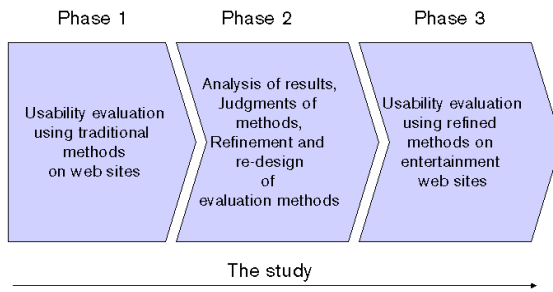 Phase 1
Phase 2
Phase 3
Usability evaluation
using traditional
methods
on web sites
Analysis of results,
Judgments of
methods,
Refinement and
re-design
of
evaluation methods
Usability evaluation
using refined
methods on
entertainment
web sites
The study